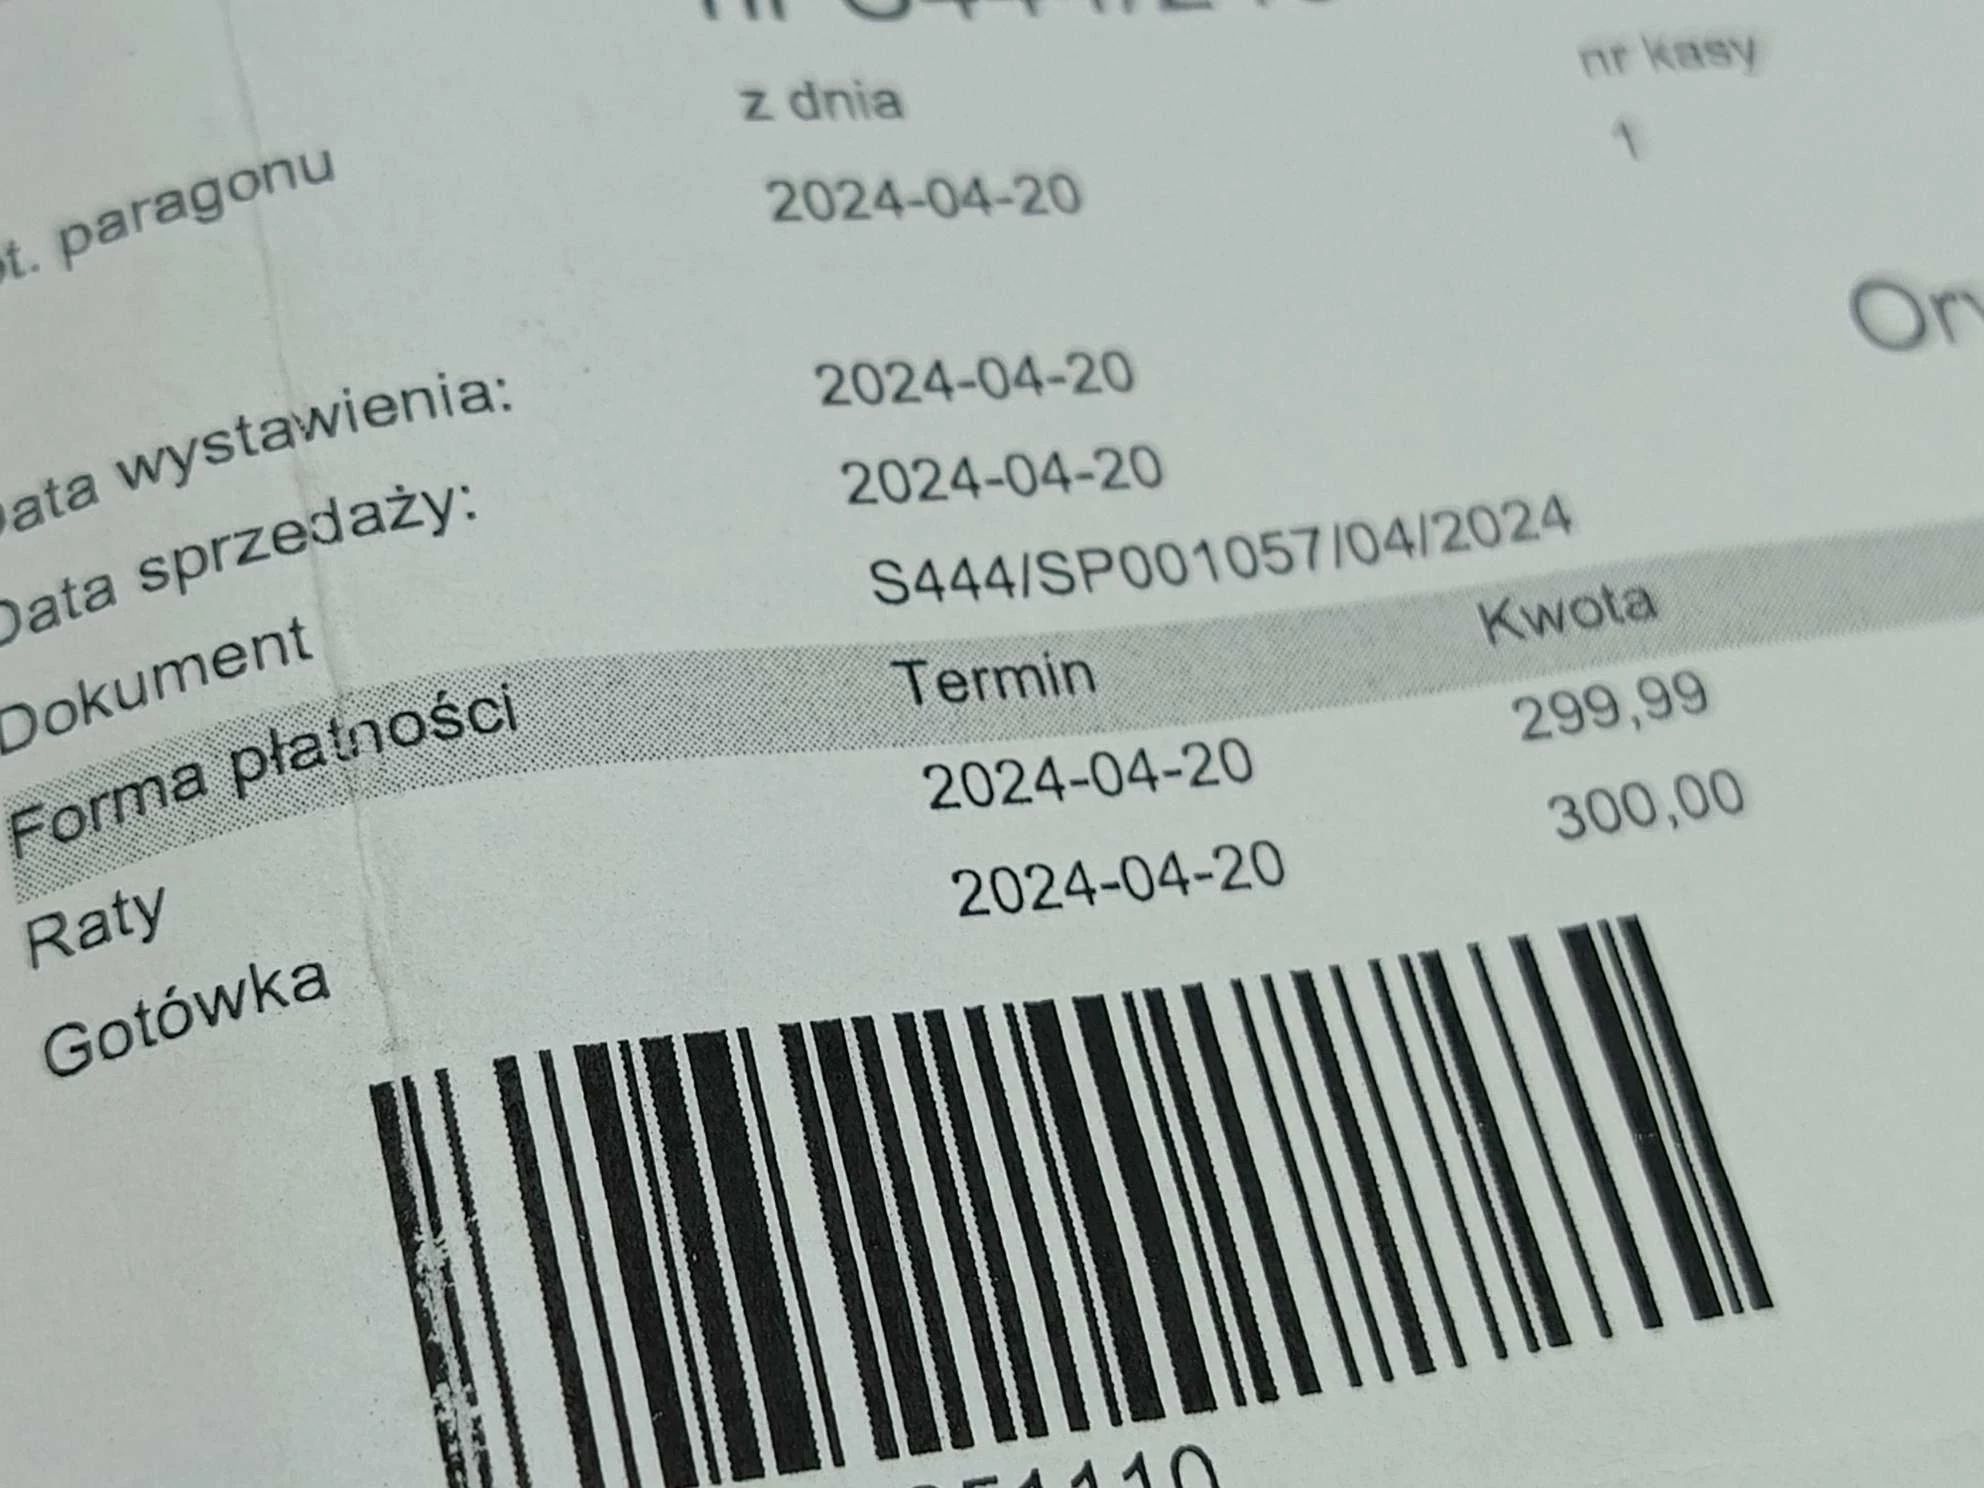 z dnia nr kasy
t. paragonu 2024-04-20 1
Data wystawienia: 2024-04-20
Data sprzedaży: 2024-04-20
Dokument S444/SP001057/04/2024
Forma płatności Termin Kwota
Raty 2024-04-20 299,99
Gotówka 2024-04-20 300,00